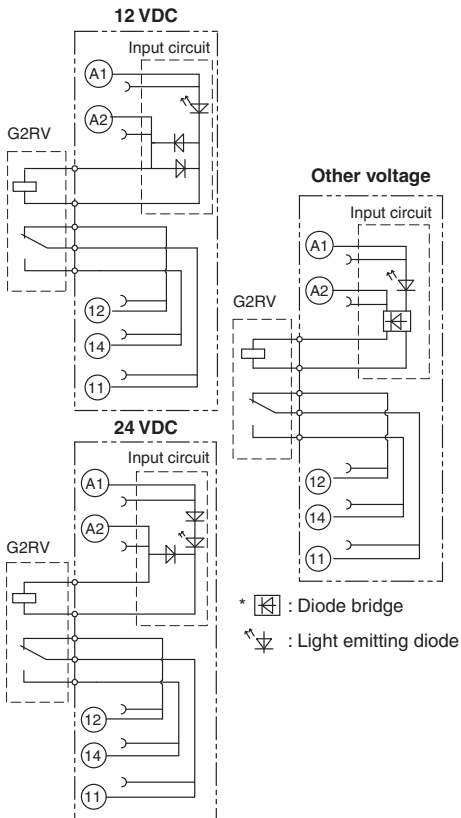 12 VDC
Input circuit
A1
A2
G2RV
12
14
11
24 VDC
Input circuit
A1
A2
G2RV
12
14
11
Other voltage
Input circuit
A1
A2
G2RV
12
14
11
* : Diode bridge
: Light emitting diode